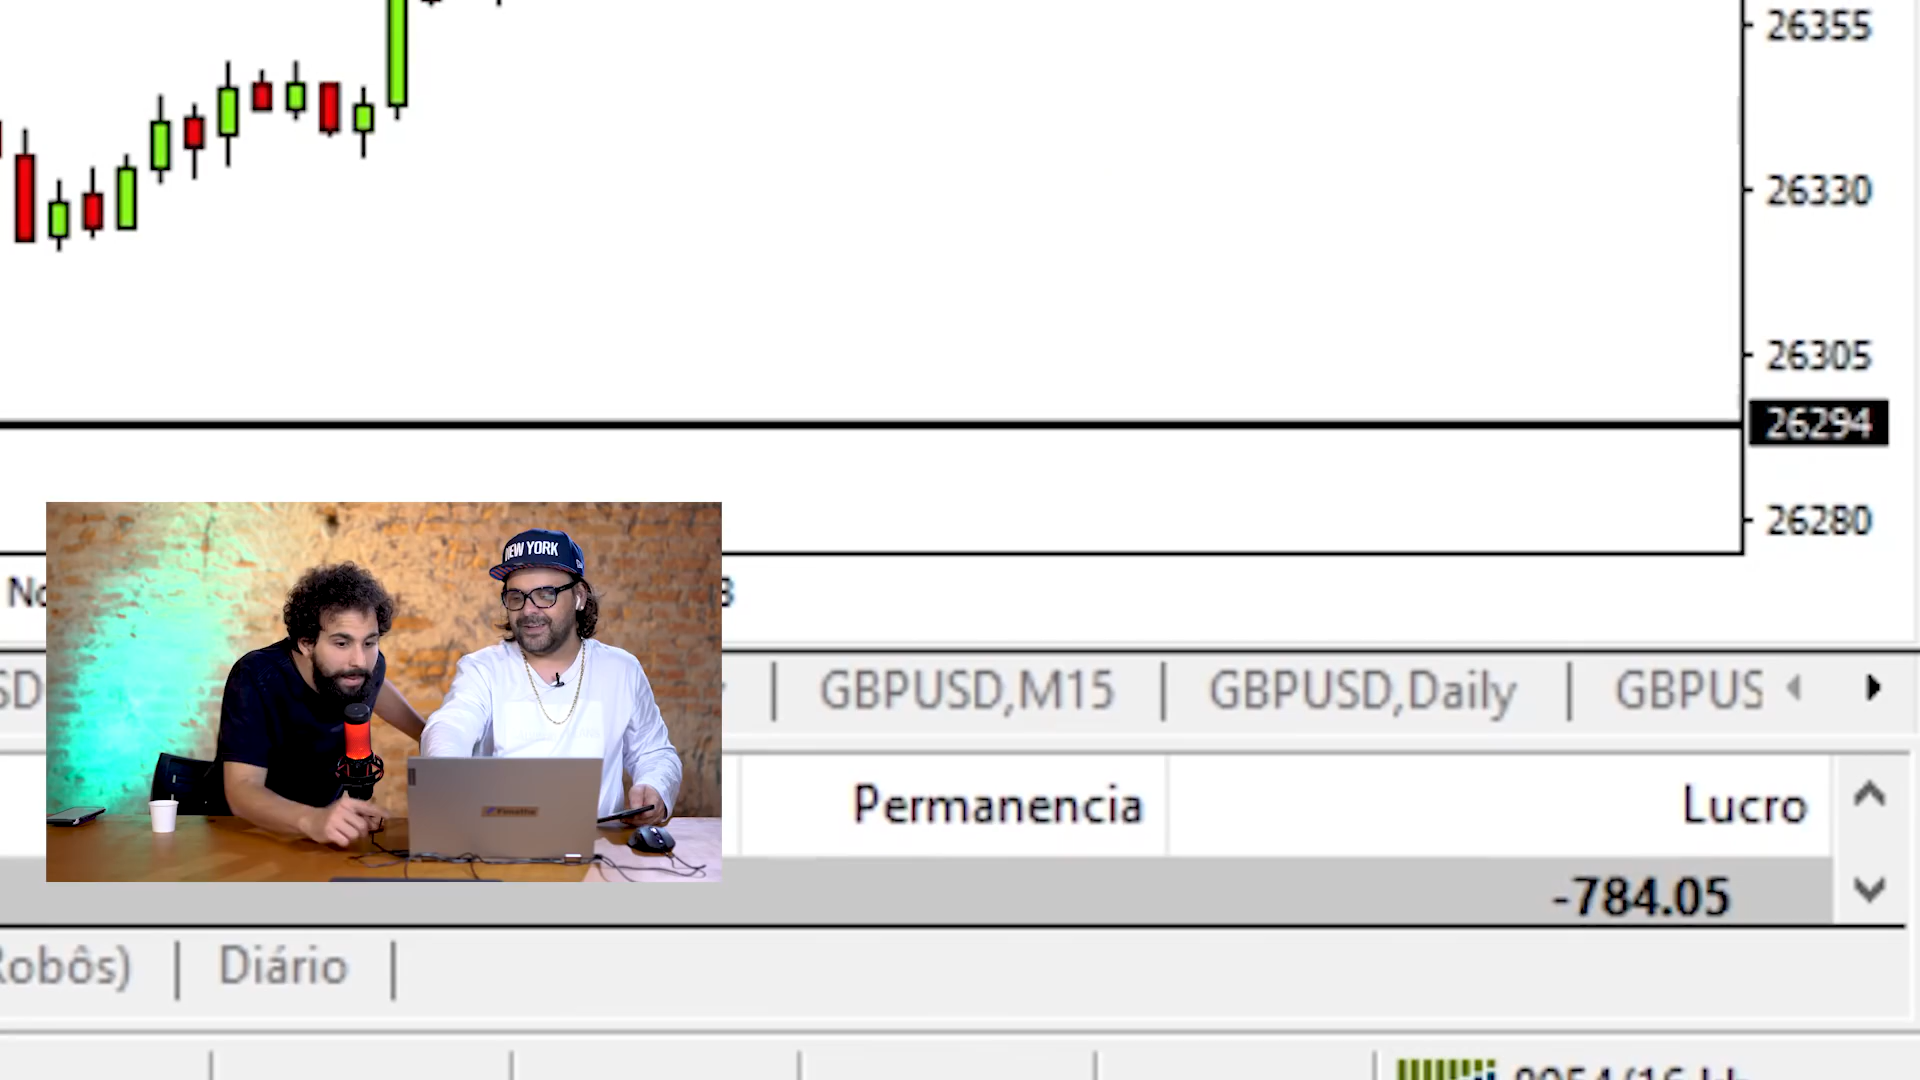 26355
26330
26305
26294
26280
NEW YORK
GBPUSD,M15 | GBPUSD,Daily | GBPUS
Permanencia Lucro
-784.05
Robôs) | Diário |